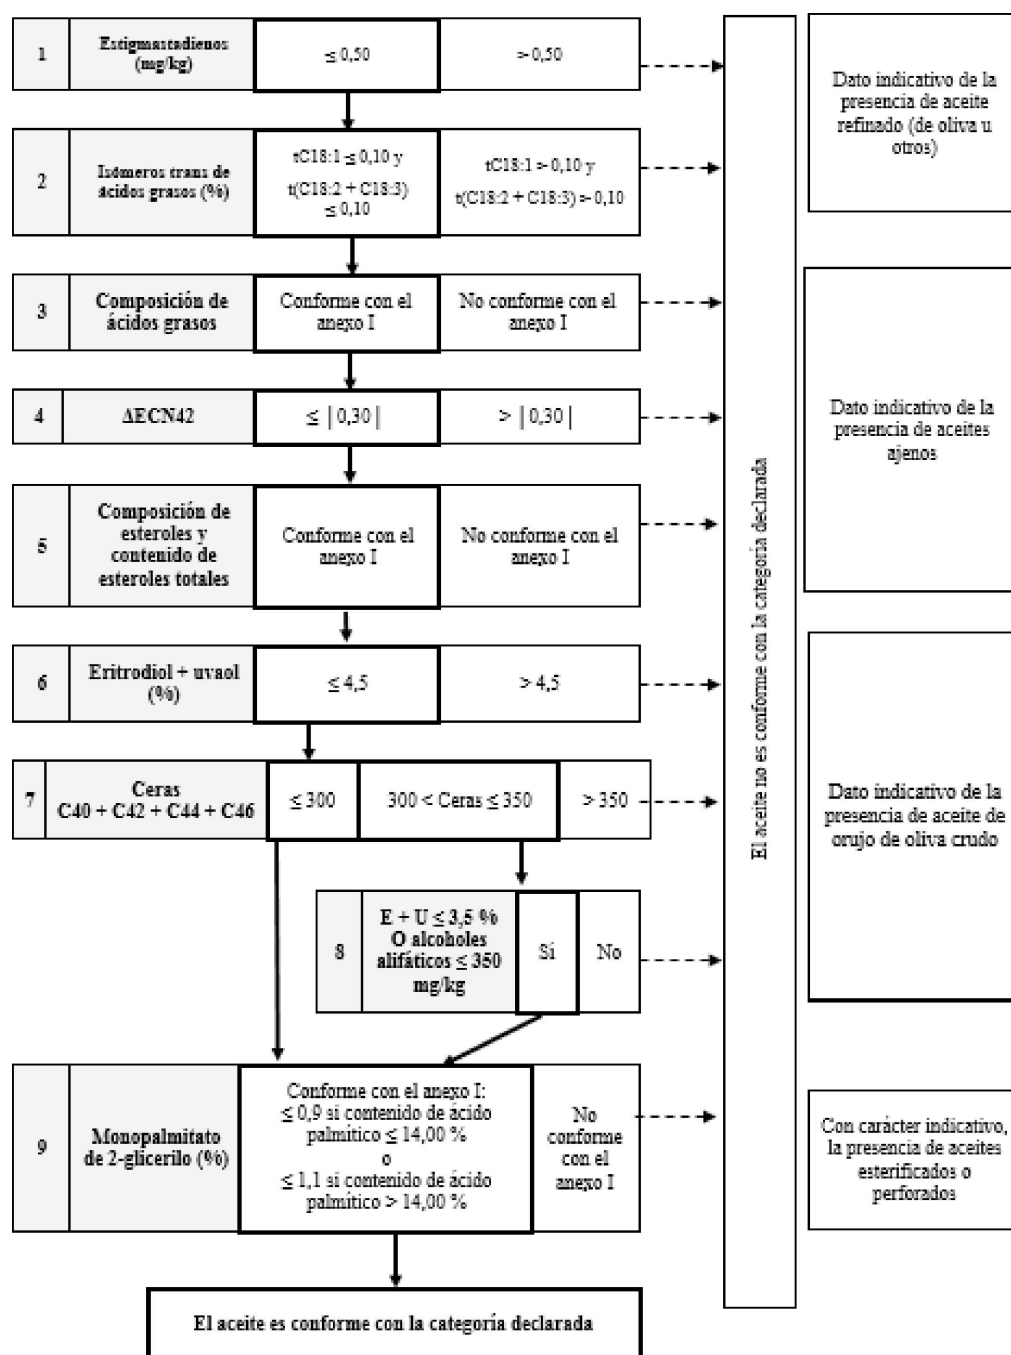 1
Estigmastadienos
(mg/kg)
≤ 0,50
> 0,50
2
Isómeros trans de
ácidos grasos (%)
tC18:1 ≤ 0,10 y
t(C18:2 + C18:3)
≤ 0,10
tC18:1 > 0,10 y
t(C18:2 + C18:3) > 0,10
Dato indicativo de la
presencia de aceite
refinado (de oliva u
otros)
3
Composición de
ácidos grasos
Conforme con el
anexo I
No conforme con el
anexo I
4
ΔECN42
≤ | 0,30 |
> | 0,30 |
5
Composición de
esteroles y
contenido de
esteroles totales
Conforme con el
anexo I
No conforme con el
anexo I
Dato indicativo de la
presencia de aceites
ajenos
6
Eritrodiol + uvaol
(%)
≤ 4,5
> 4,5
7
Ceras
C40 + C42 + C44 + C46
≤ 300
300 < Ceras ≤ 350
> 350
8
E + U ≤ 3,5 %
O alcoholes
alifáticos ≤ 350
mg/kg
Sí
No
Dato indicativo de la
presencia de aceite de
orujo de oliva crudo
9
Monopalmitato
de 2-glicerilo (%)
Conforme con el anexo I:
≤ 0,9 si contenido de ácido
palmítico ≤ 14,00 %
o
≤ 1,1 si contenido de ácido
palmítico > 14,00 %
No
conforme
con el
anexo I
Con carácter indicativo,
la presencia de aceites
esterificados o
perforados
El aceite no es conforme con la categoría declarada
El aceite es conforme con la categoría declarada